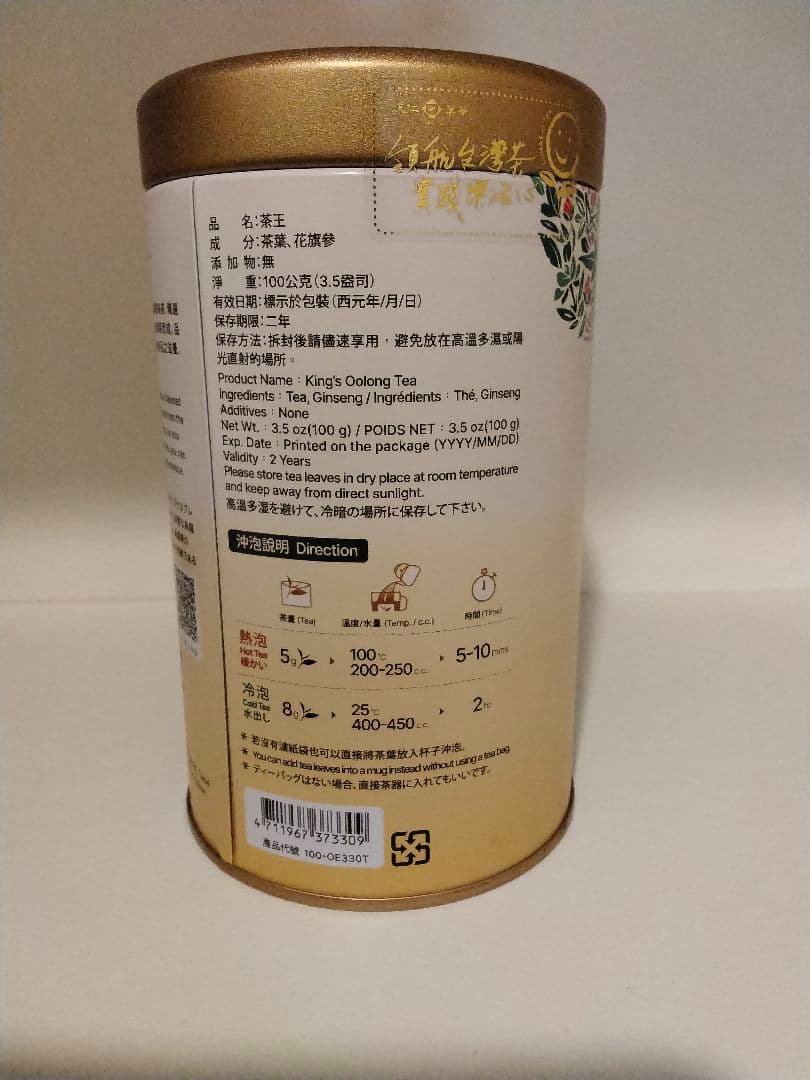 領航台灣茶
品 名:茶王
成 分:茶葉、花旗參
添加物:無
淨 重:100公克(3.5盎司)
有效日期:標示於包裝(西元年/月/日)
保存期限:二年
保存方法:拆封後請儘速享用,避免放在高溫多濕或陽
光直射的場所。
Product Name:King's Oolong Tea
Ingredients:Tea, Ginseng / Ingrédients:Thé, Ginseng
Additives:None
Net Wt.:3.5 oz(100 g) / POIDS NET:3.5 oz(100 g)
Exp. Date:Printed on the package (YYYY/MM/DD)
Validity:2 Years
Please store tea leaves in dry place at room temperature
and keep away from direct sunlight.
高温多湿を避けて、冷暗の場所に保存して下さい。
沖泡說明 Direction
茶量 (Tea) 溫度/水量 (Temp. / c.c.) 時間 (Time)
熱泡
Hot Tea
暖かい
5g
100℃
200-250c.c.
5-10mins
冷泡
Cold Tea
水出し
8g
25℃
400-450c.c.
2hr
* 若沒有濾紙袋也可以直接將茶葉放入杯子沖泡。
* You can add tea leaves into a mug instead without using a tea bag.
* ティーバッグはない場合、直接茶器に入れてもいいです。
4 711967 373309
產品代號 100-OE330T